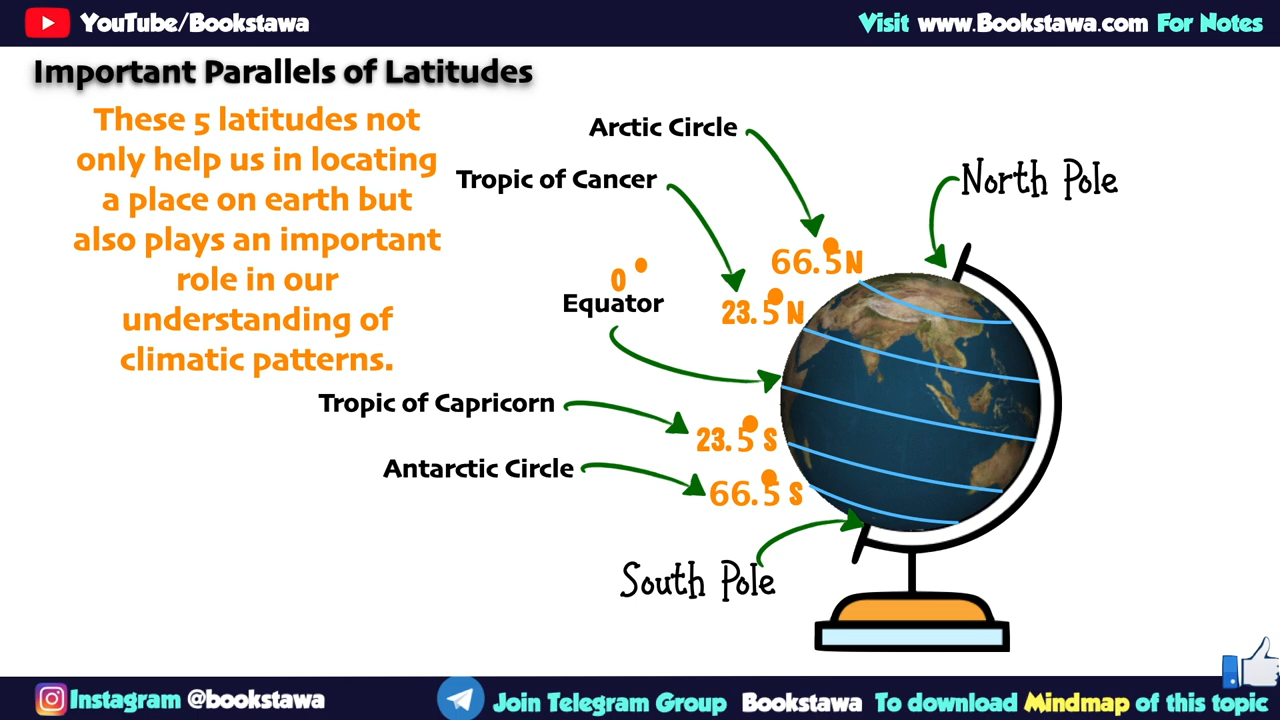 YouTube/Bookstawa
Visit www.Bookstawa.com For Notes
Important Parallels of Latitudes
These 5 latitudes not
only help us in locating
a place on earth but
also plays an important
role in our
understanding of
climatic patterns.
Arctic Circle
Tropic of Cancer
North Pole
66.5° N
0°
Equator
23.5° N
Tropic of Capricorn
23.5° S
Antarctic Circle
66.5° S
South Pole
Instagram @bookstawa
Join Telegram Group Bookstawa To download Mindmap of this topic